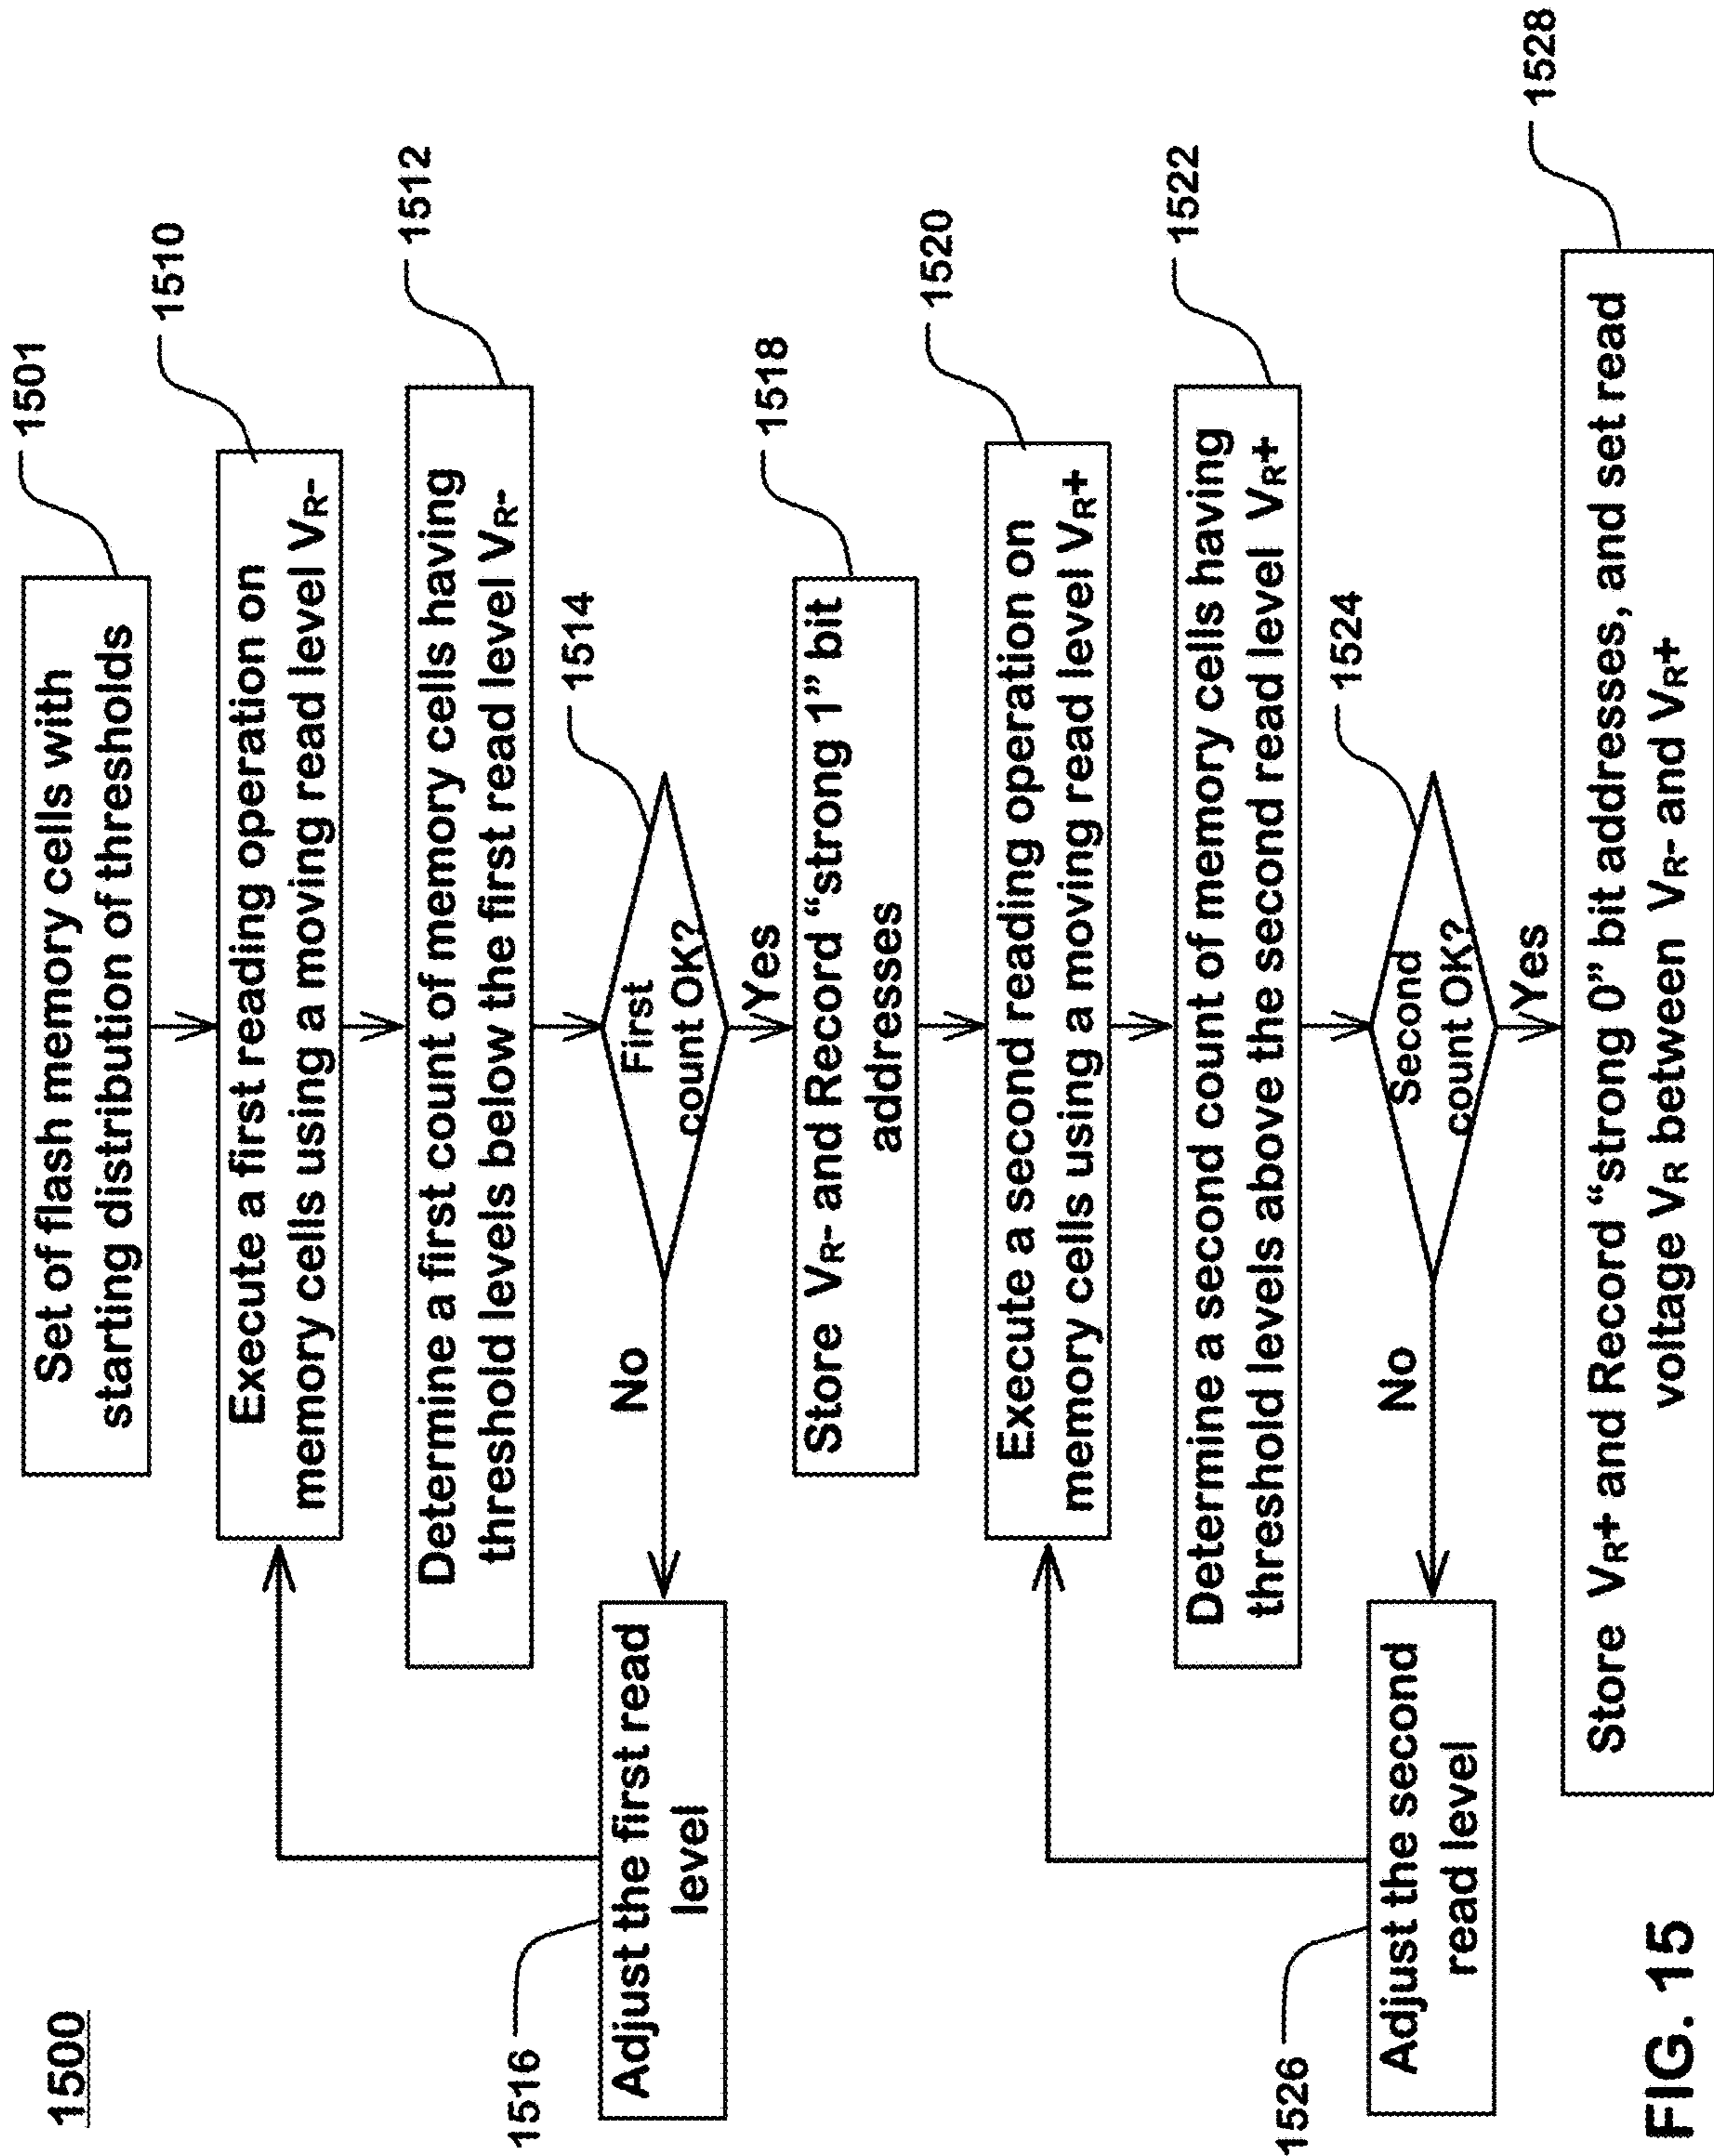 1500
Set of flash memory cells with
starting distribution of thresholds
1501
Execute a first reading operation on
memory cells using a moving read level VR-
1510
Determine a first count of memory cells having
threshold levels below the first read level VR-
1512
First
count OK?
1514
No
Yes
Adjust the first read
level
1516
Store VR- and Record “strong 1” bit
addresses
1518
Execute a second reading operation on
memory cells using a moving read level VR+
1520
Determine a second count of memory cells having
threshold levels above the second read level VR+
1522
Second
count OK?
1524
No
Yes
Adjust the second
read level
1526
Store VR+ and Record “strong 0” bit addresses, and set read
voltage VR between VR- and VR+
1528
FIG. 15